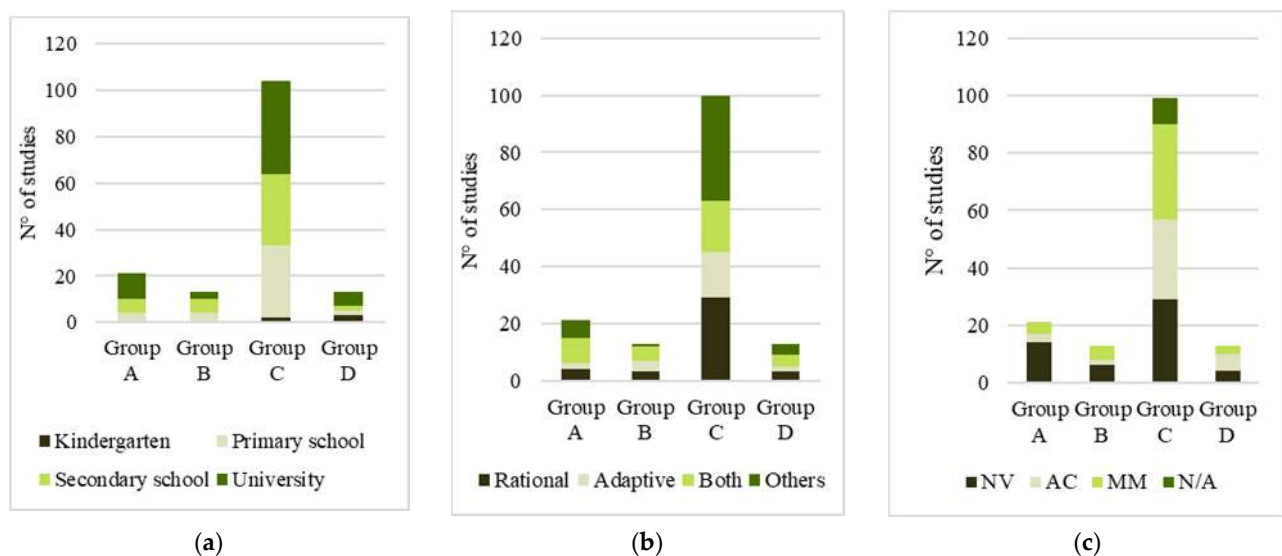 N° of studies
120
100
80
60
40
20
0
Group A
Group B
Group C
Group D
Kindergarten Primary school
Secondary school University
(a)
N° of studies
120
100
80
60
40
20
0
Group A
Group B
Group C
Group D
Rational Adaptive Both Others
(b)
N° of studies
120
100
80
60
40
20
0
Group A
Group B
Group C
Group D
NV AC MM N/A
(c)